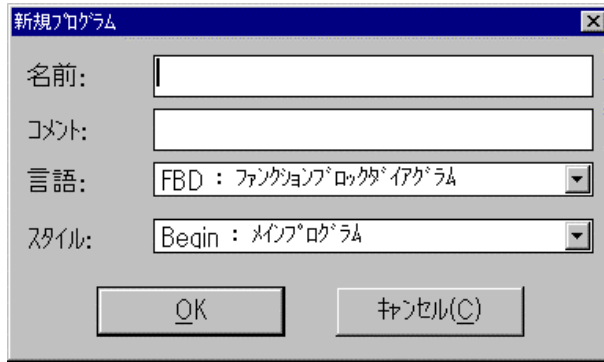 新規ﾌﾟﾛｸﾞﾗﾑ
名前:
ｺﾒﾝﾄ:
言語: FBD : ﾌｧﾝｸｼｮﾝﾌﾞﾛｯｸﾀﾞｲｱｸﾞﾗﾑ
ｽﾀｲﾙ: Begin : ﾒｲﾝﾌﾟﾛｸﾞﾗﾑ
OK ｷｬﾝｾﾙ(C)